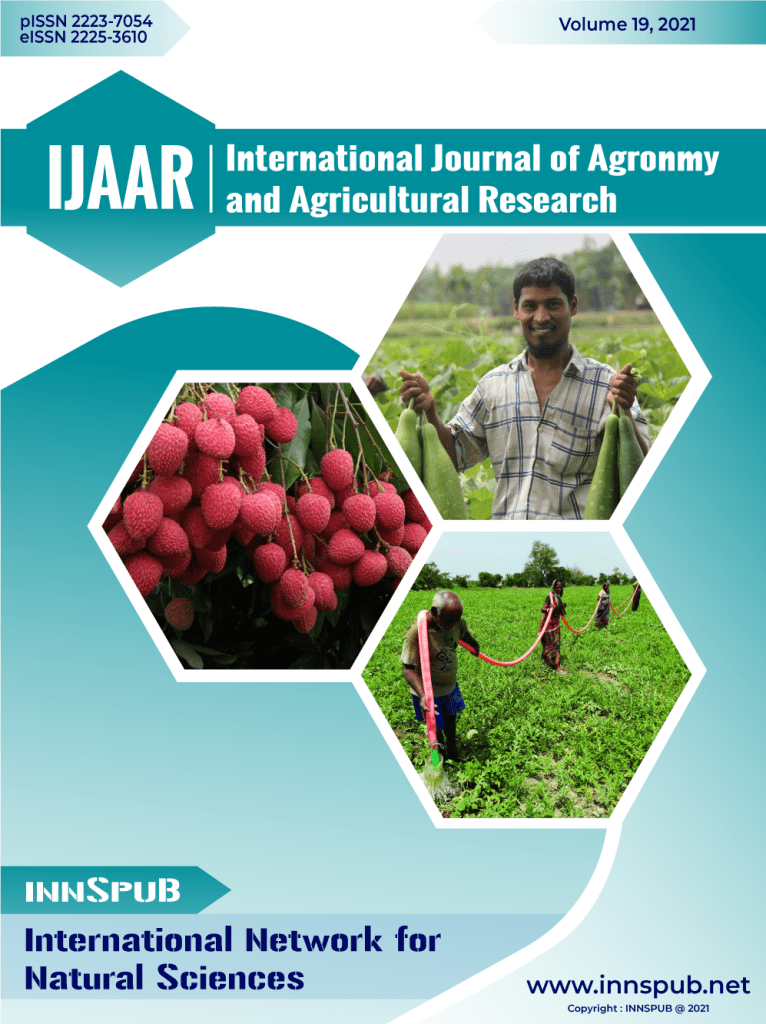 pISSN 2223-7054
eISSN 2225-3610
Volume 19, 2021
IJAAR
International Journal of Agronmy
and Agricultural Research
INNSPUB
International Network for
Natural Sciences
www.innspub.net
Copyright : INNSPUB @ 2021